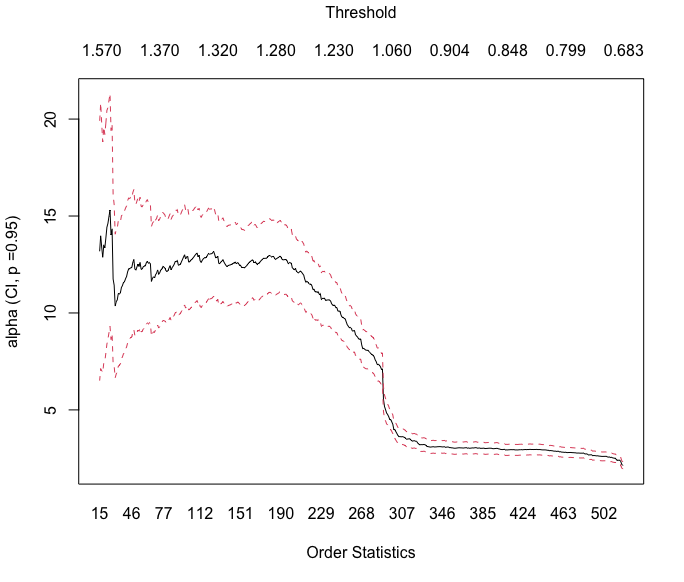 Threshold
1.570 1.370 1.320 1.280 1.230 1.060 0.904 0.848 0.799 0.683
20
15
10
5
alpha (CI, p =0.95)
15 46 77 112 151 190 229 268 307 346 385 424 463 502
Order Statistics